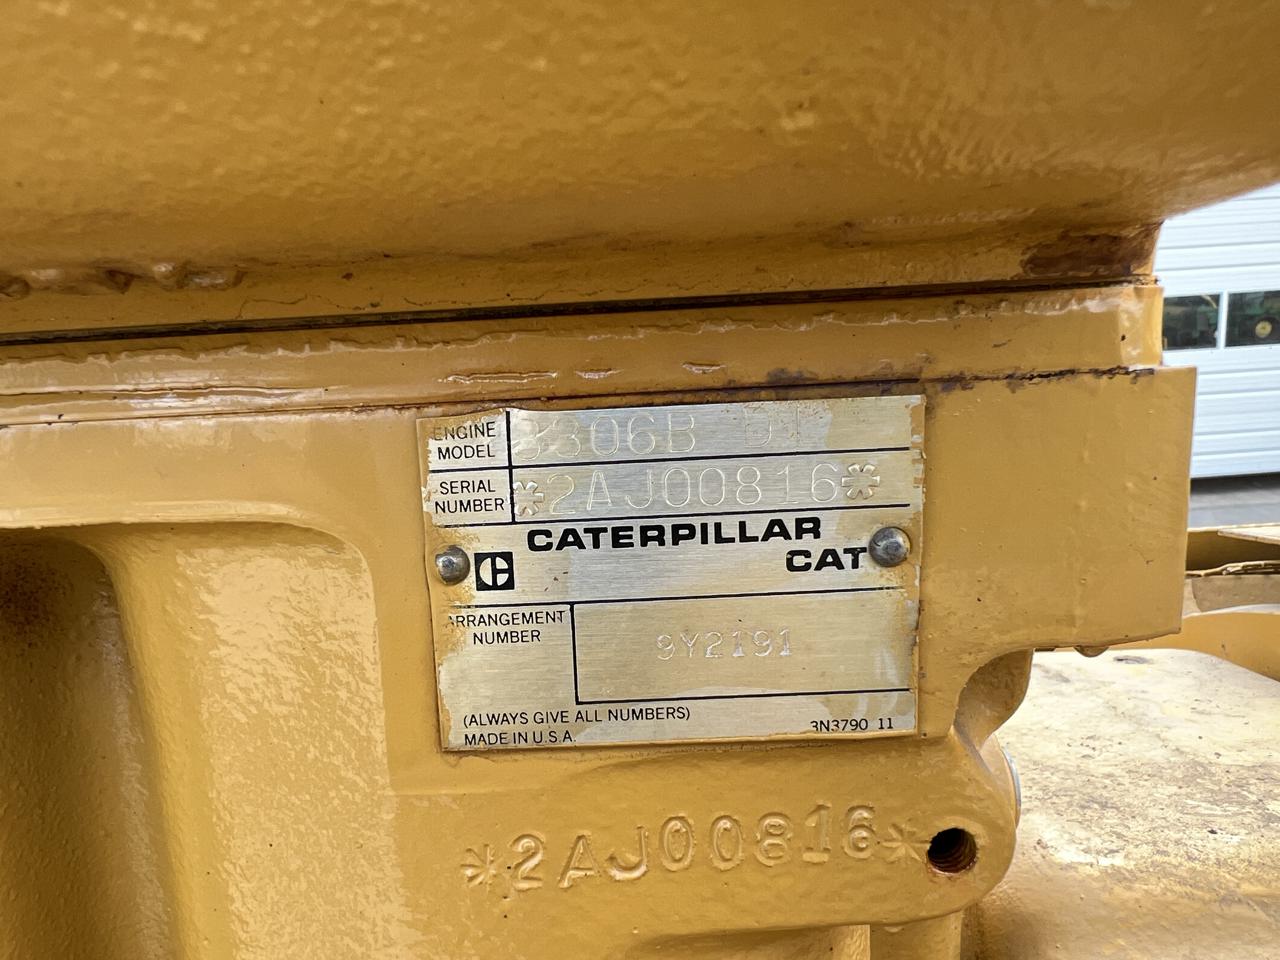 ENGINE MODEL 3306B DI
SERIAL NUMBER *2AJ00816*
CATERPILLAR
CAT
ARRANGEMENT NUMBER 9Y2191
(ALWAYS GIVE ALL NUMBERS)
MADE IN U.S.A.
3N3790 11
*2AJ00816*